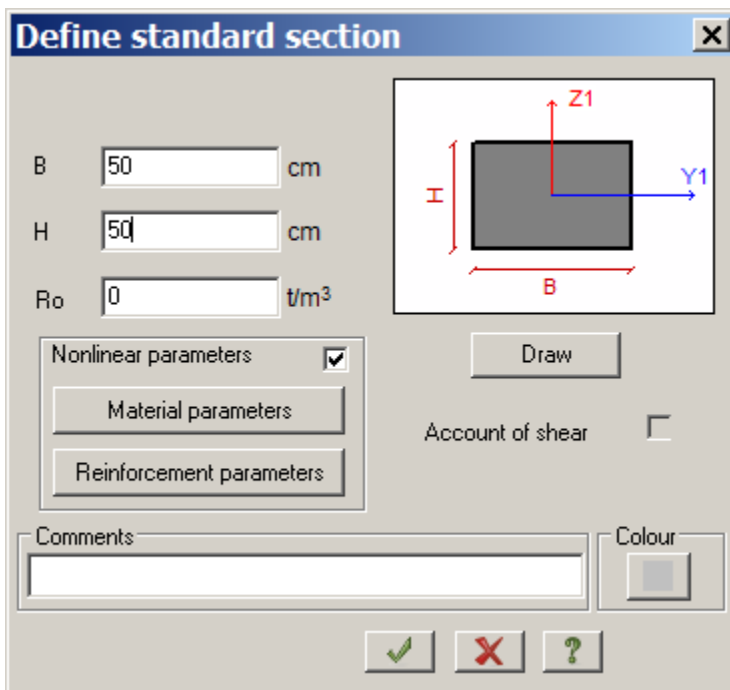 Define standard section
Z1
Y1
H
B
B 50 cm
H 50 cm
Ro 0 t/m³
Nonlinear parameters
Draw
Material parameters
Account of shear
Reinforcement parameters
Comments
Colour